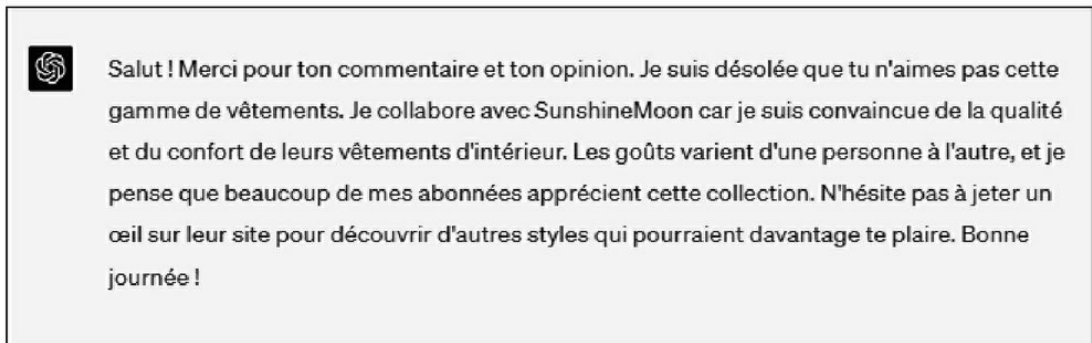 Salut ! Merci pour ton commentaire et ton opinion. Je suis désolée que tu n'aimes pas cette
gamme de vêtements. Je collabore avec SunshineMoon car je suis convaincue de la qualité
et du confort de leurs vêtements d'intérieur. Les goûts varient d'une personne à l'autre, et je
pense que beaucoup de mes abonnées apprécient cette collection. N'hésite pas à jeter un
œil sur leur site pour découvrir d'autres styles qui pourraient davantage te plaire. Bonne
journée !